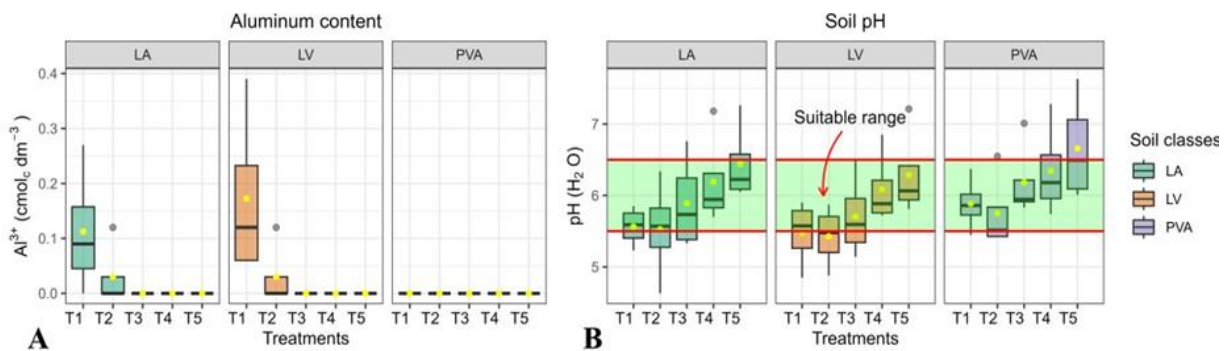 Aluminum content
LA LV PVA
Al³⁺ (cmol꜀ dm⁻³)
0.4
0.3
0.2
0.1
0.0
T1 T2 T3 T4 T5 T1 T2 T3 T4 T5 T1 T2 T3 T4 T5
Treatments
A
Soil pH
LA LV PVA
pH (H₂ O)
7
6
5
Suitable range
T1 T2 T3 T4 T5 T1 T2 T3 T4 T5 T1 T2 T3 T4 T5
Treatments
B
Soil classes
LA
LV
PVA